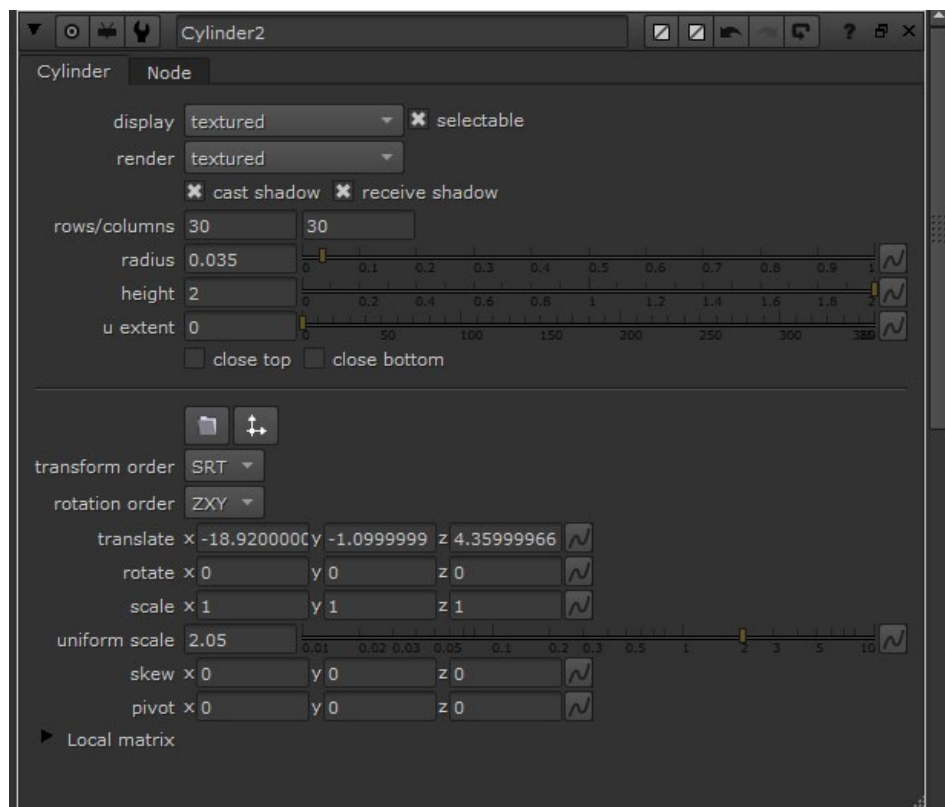 Cylinder2 ?
Cylinder Node
display textured selectable
render textured
cast shadow receive shadow
rows/columns 30 30
radius 0.035 0 0.1 0.2 0.3 0.4 0.5 0.6 0.7 0.8 0.9 1
height 2 0 0.2 0.4 0.6 0.8 1 1.2 1.4 1.6 1.8 2
u extent 0 0 50 100 150 200 250 300
close top close bottom
transform order SRT
rotation order ZXY
translate x -18.9200000 y -1.0999999 z 4.35999966
rotate x 0 y 0 z 0
scale x 1 y 1 z 1
uniform scale 2.05 0.01 0.02 0.03 0.05 0.1 0.2 0.3 0.5 1 2 3 5 10
skew x 0 y 0 z 0
pivot x 0 y 0 z 0
Local matrix